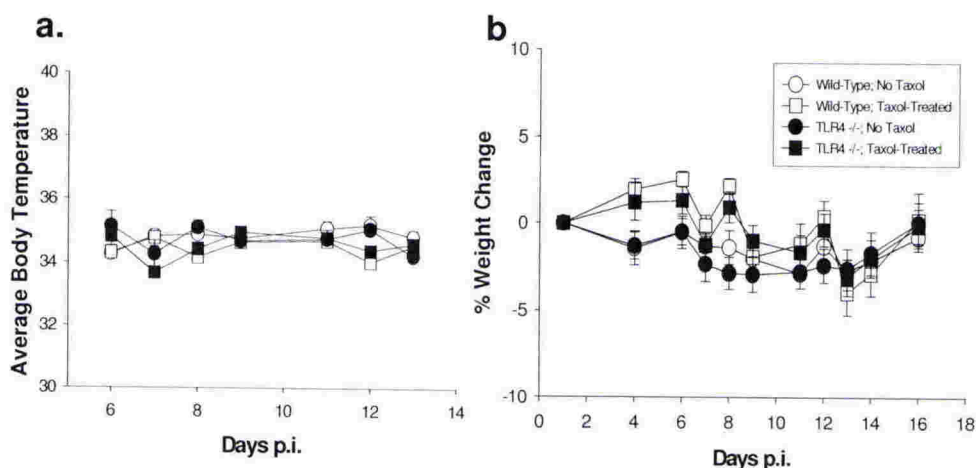 a.
Average Body Temperature
40
38
36
34
32
30
6
8
10
12
14
Days p.i.
b
% Weight Change
10
5
0
-5
-10
0
2
4
6
8
10
12
14
16
18
Days p.i.
Wild-Type; No Taxol
Wild-Type; Taxol-Treated
TLR4 -/-; No Taxol
TLR4 -/-; Taxol-Treated